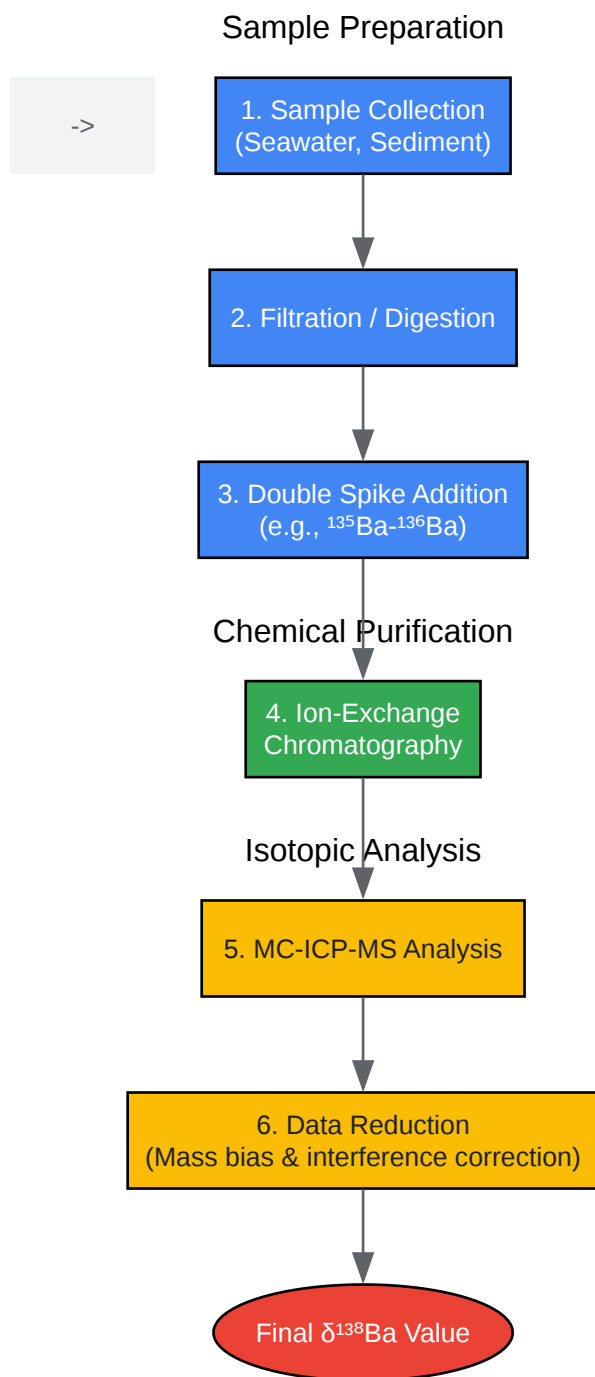 Sample Preparation
->
1. Sample Collection
(Seawater, Sediment)
2. Filtration / Digestion
3. Double Spike Addition
(e.g., ¹³⁵Ba-¹³⁶Ba)
Chemical Purification
4. Ion-Exchange
Chromatography
Isotopic Analysis
5. MC-ICP-MS Analysis
6. Data Reduction
(Mass bias & interference correction)
Final δ¹³⁸Ba Value